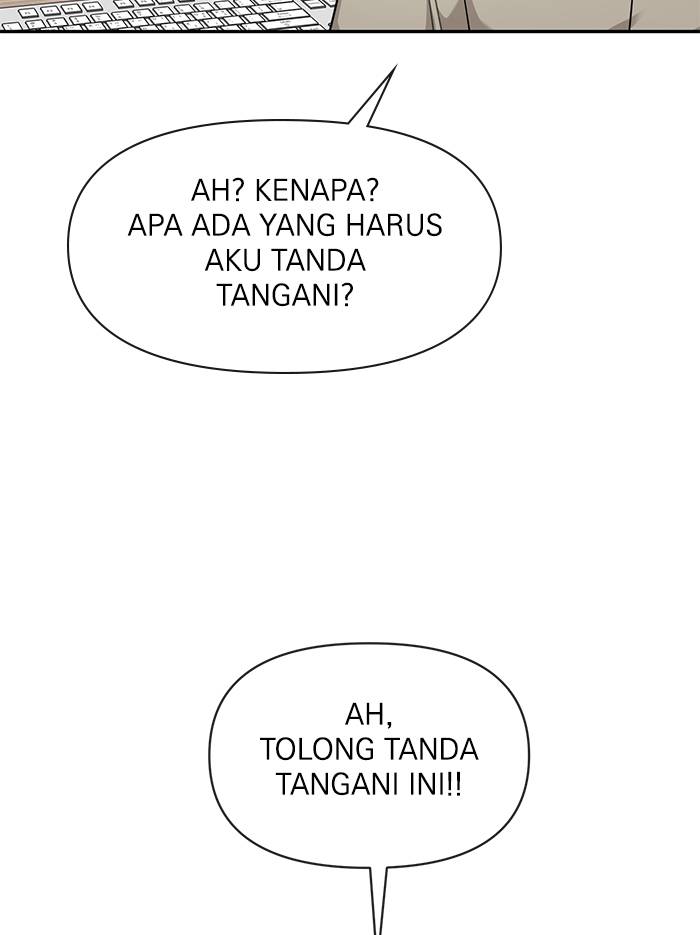 AH? KENAPA?
APA ADA YANG HARUS
AKU TANDA
TANGANI?
AH,
TOLONG TANDA
TANGANI INI!!